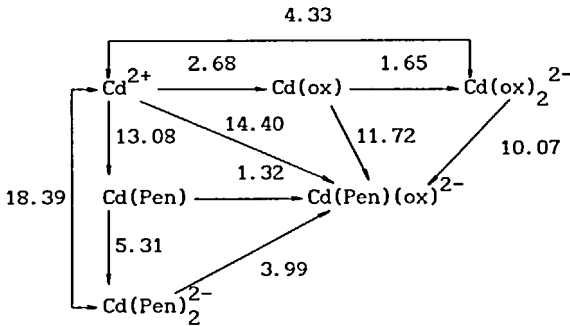 4.33
Cd2+ 2.68 Cd(ox) 1.65 Cd(ox)2 2-
13.08 14.40 11.72 10.07
18.39 Cd(Pen) 1.32 Cd(Pen)(ox)2-
5.31 3.99
Cd(Pen)2 2-